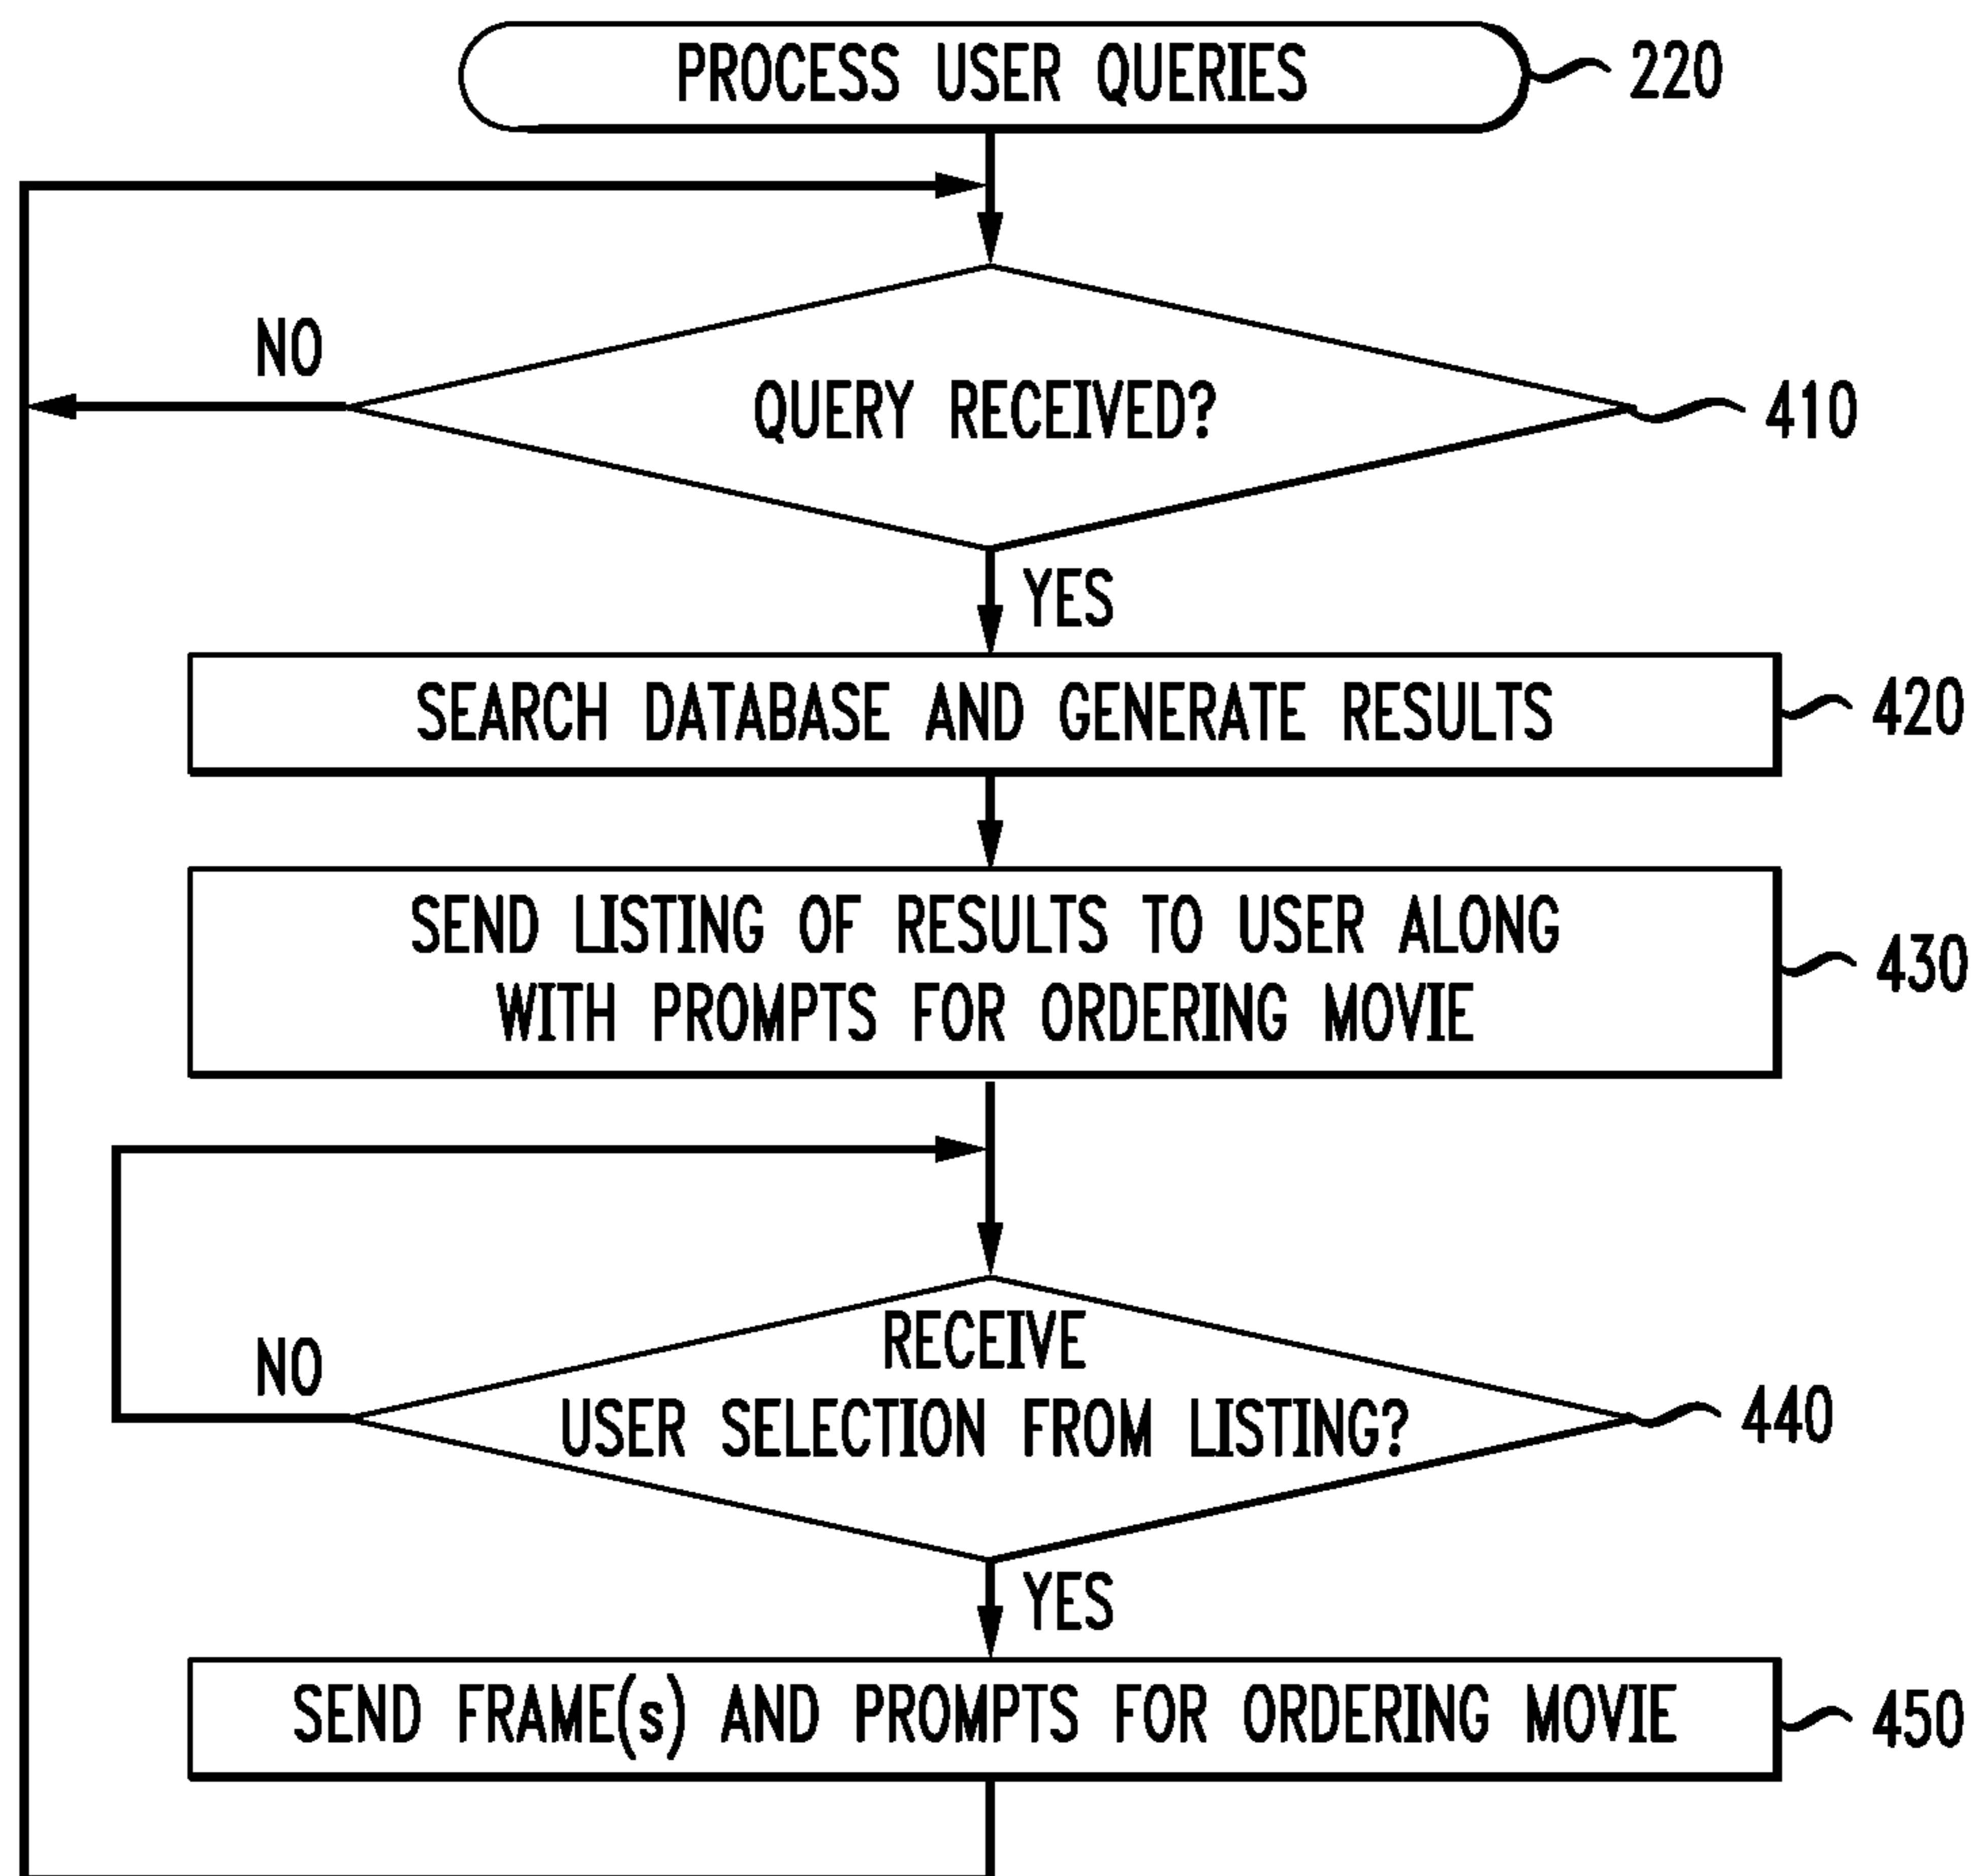 PROCESS USER QUERIES
220
NO
QUERY RECEIVED?
410
YES
SEARCH DATABASE AND GENERATE RESULTS
420
SEND LISTING OF RESULTS TO USER ALONG
WITH PROMPTS FOR ORDERING MOVIE
430
NO
RECEIVE
USER SELECTION FROM LISTING?
440
YES
SEND FRAME(s) AND PROMPTS FOR ORDERING MOVIE
450